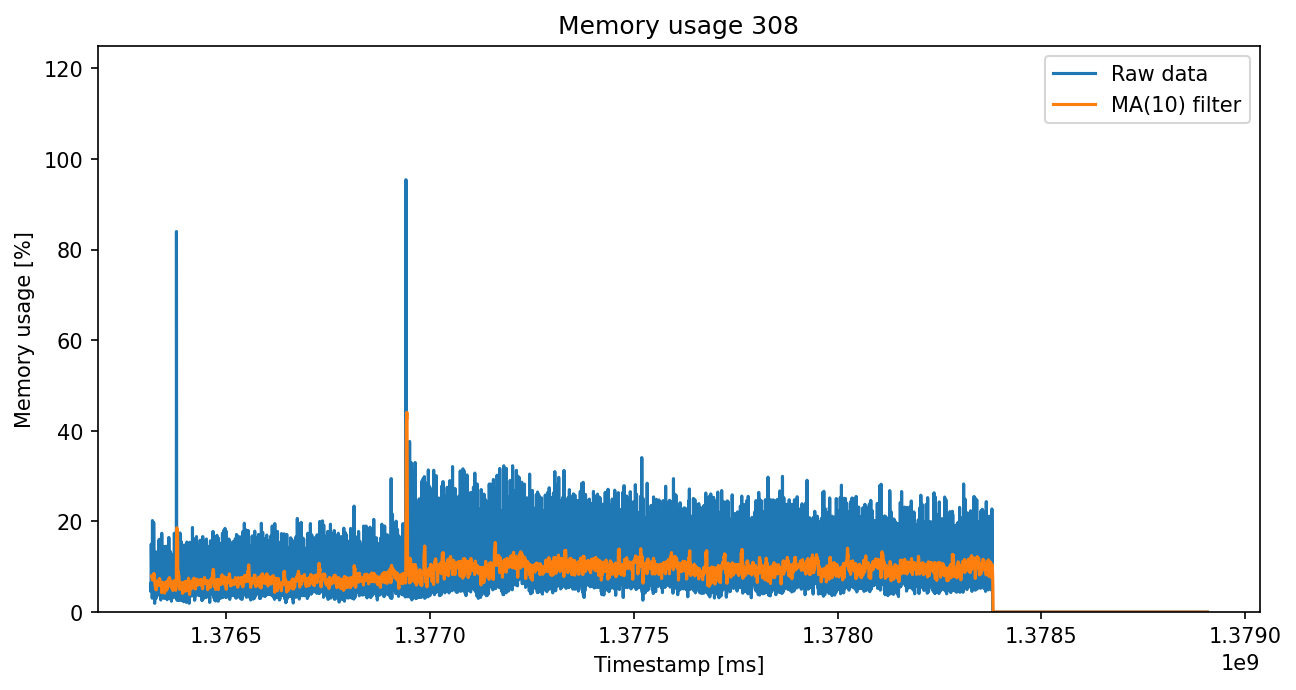 Memory usage 308
120
100
80
60
40
20
0
Memory usage [%]
Raw data
MA(10) filter
1.3765 1.3770 1.3775 1.3780 1.3785 1.3790
1e9
Timestamp [ms]